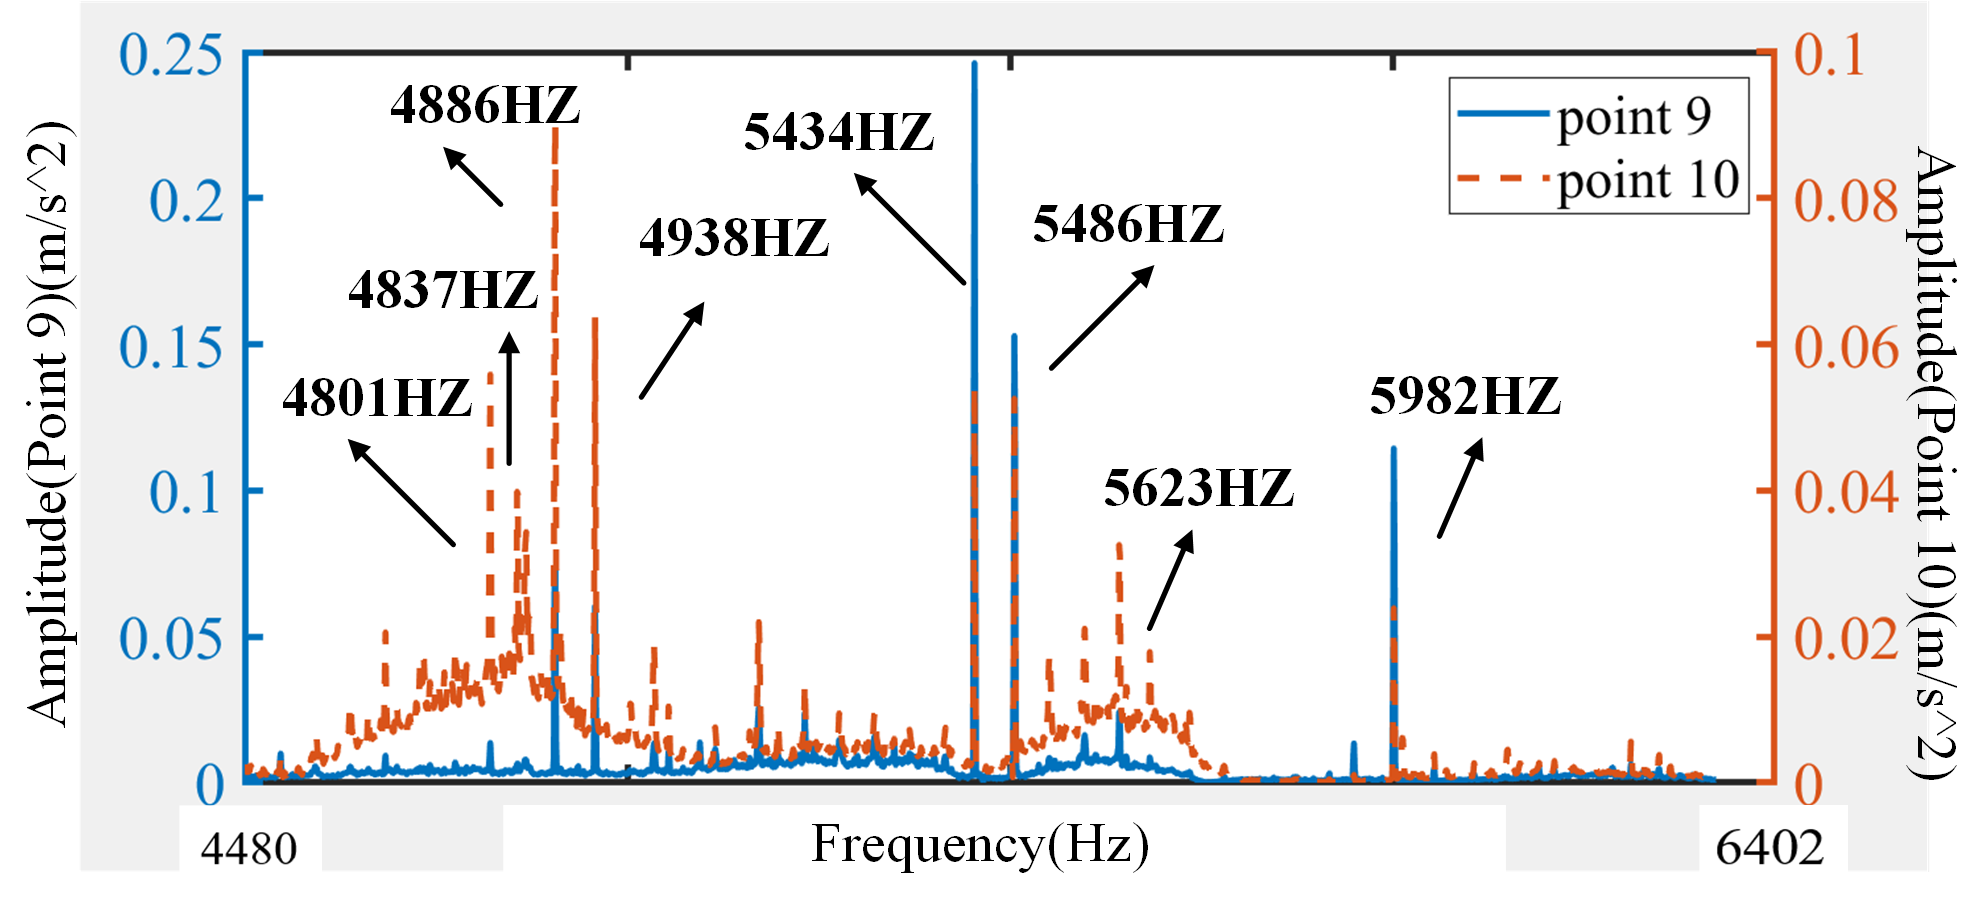 0.25
0.2
0.15
0.1
0.05
0
Amplitude(Point 9)(m/s^2)
4886HZ
5434HZ
4938HZ
5486HZ
4837HZ
4801HZ
5982HZ
5623HZ
point 9
point 10
0.1
0.08
0.06
0.04
0.02
0
Amplitude(Point 10)(m/s^2)
4480
Frequency(Hz)
6402